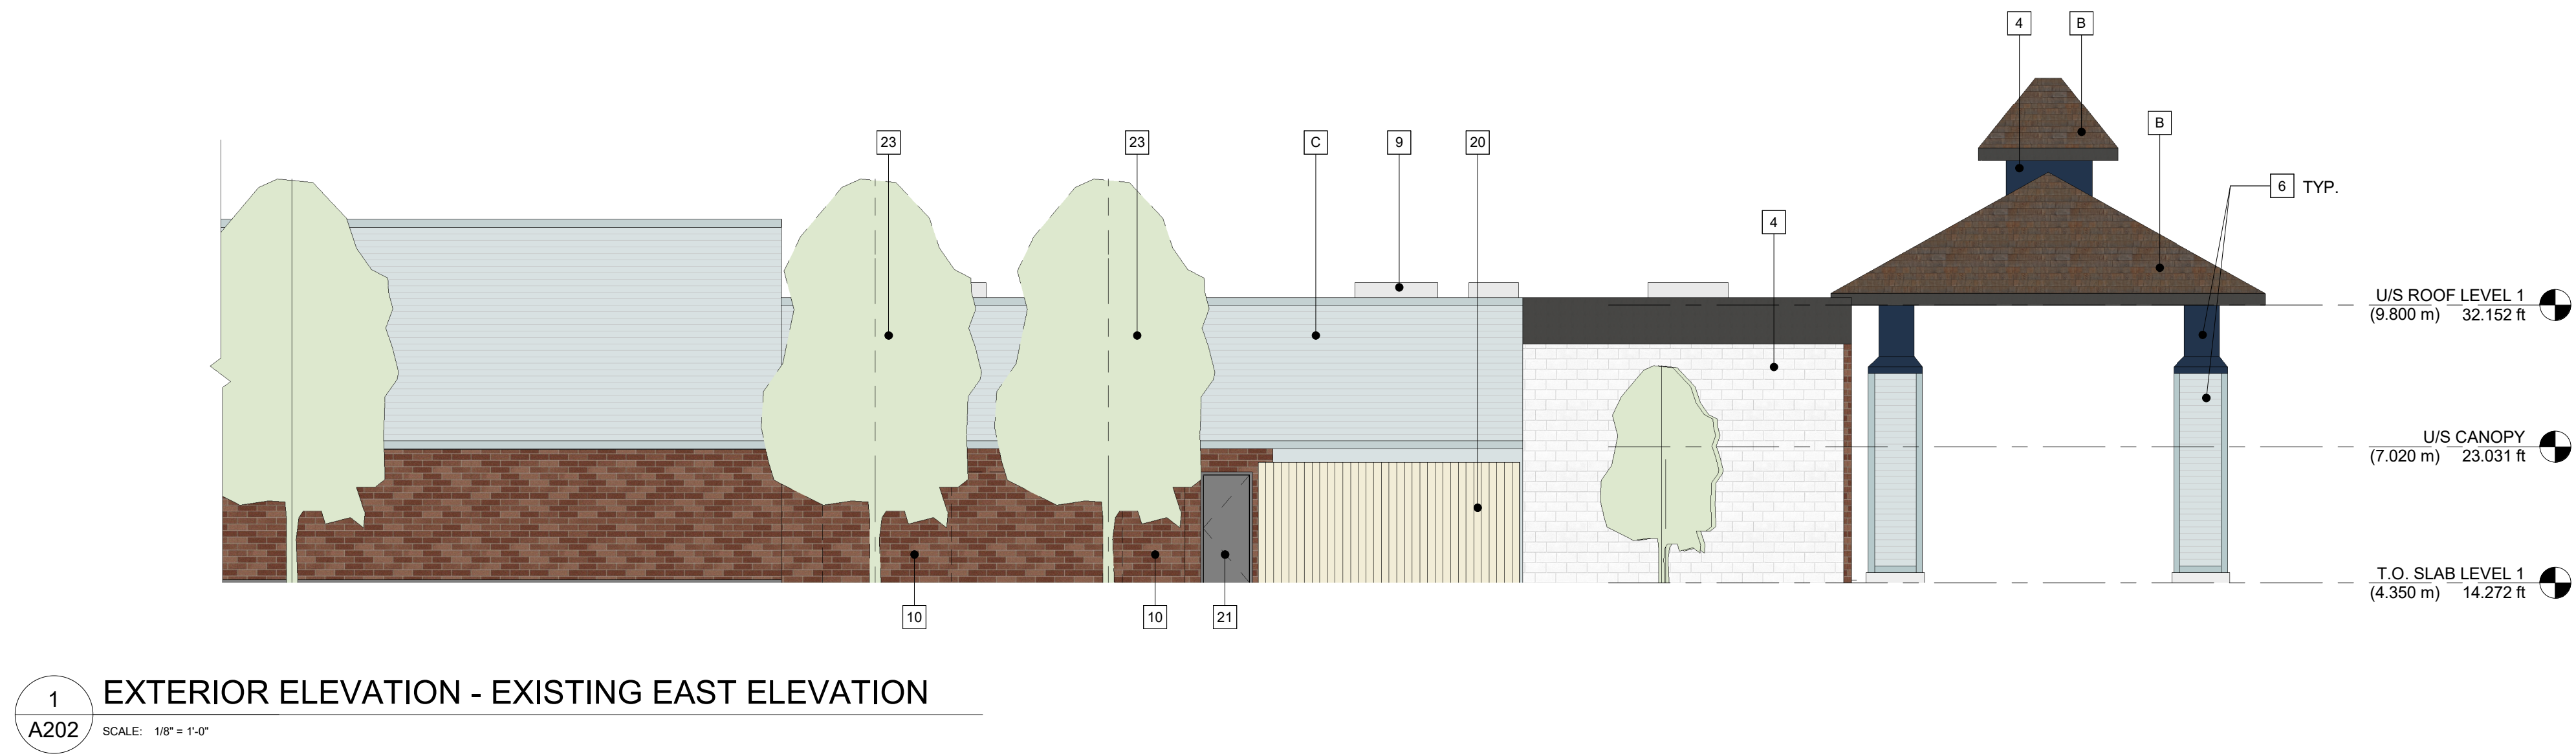 4 B
B
23 23 C 9 20
6 TYP.
4
U/S ROOF LEVEL 1
(9.800 m) 32.152 ft
U/S CANOPY
(7.020 m) 23.031 ft
T.O. SLAB LEVEL 1
(4.350 m) 14.272 ft
10 10 21
1
A202
EXTERIOR ELEVATION - EXISTING EAST ELEVATION
SCALE: 1/8" = 1'-0"